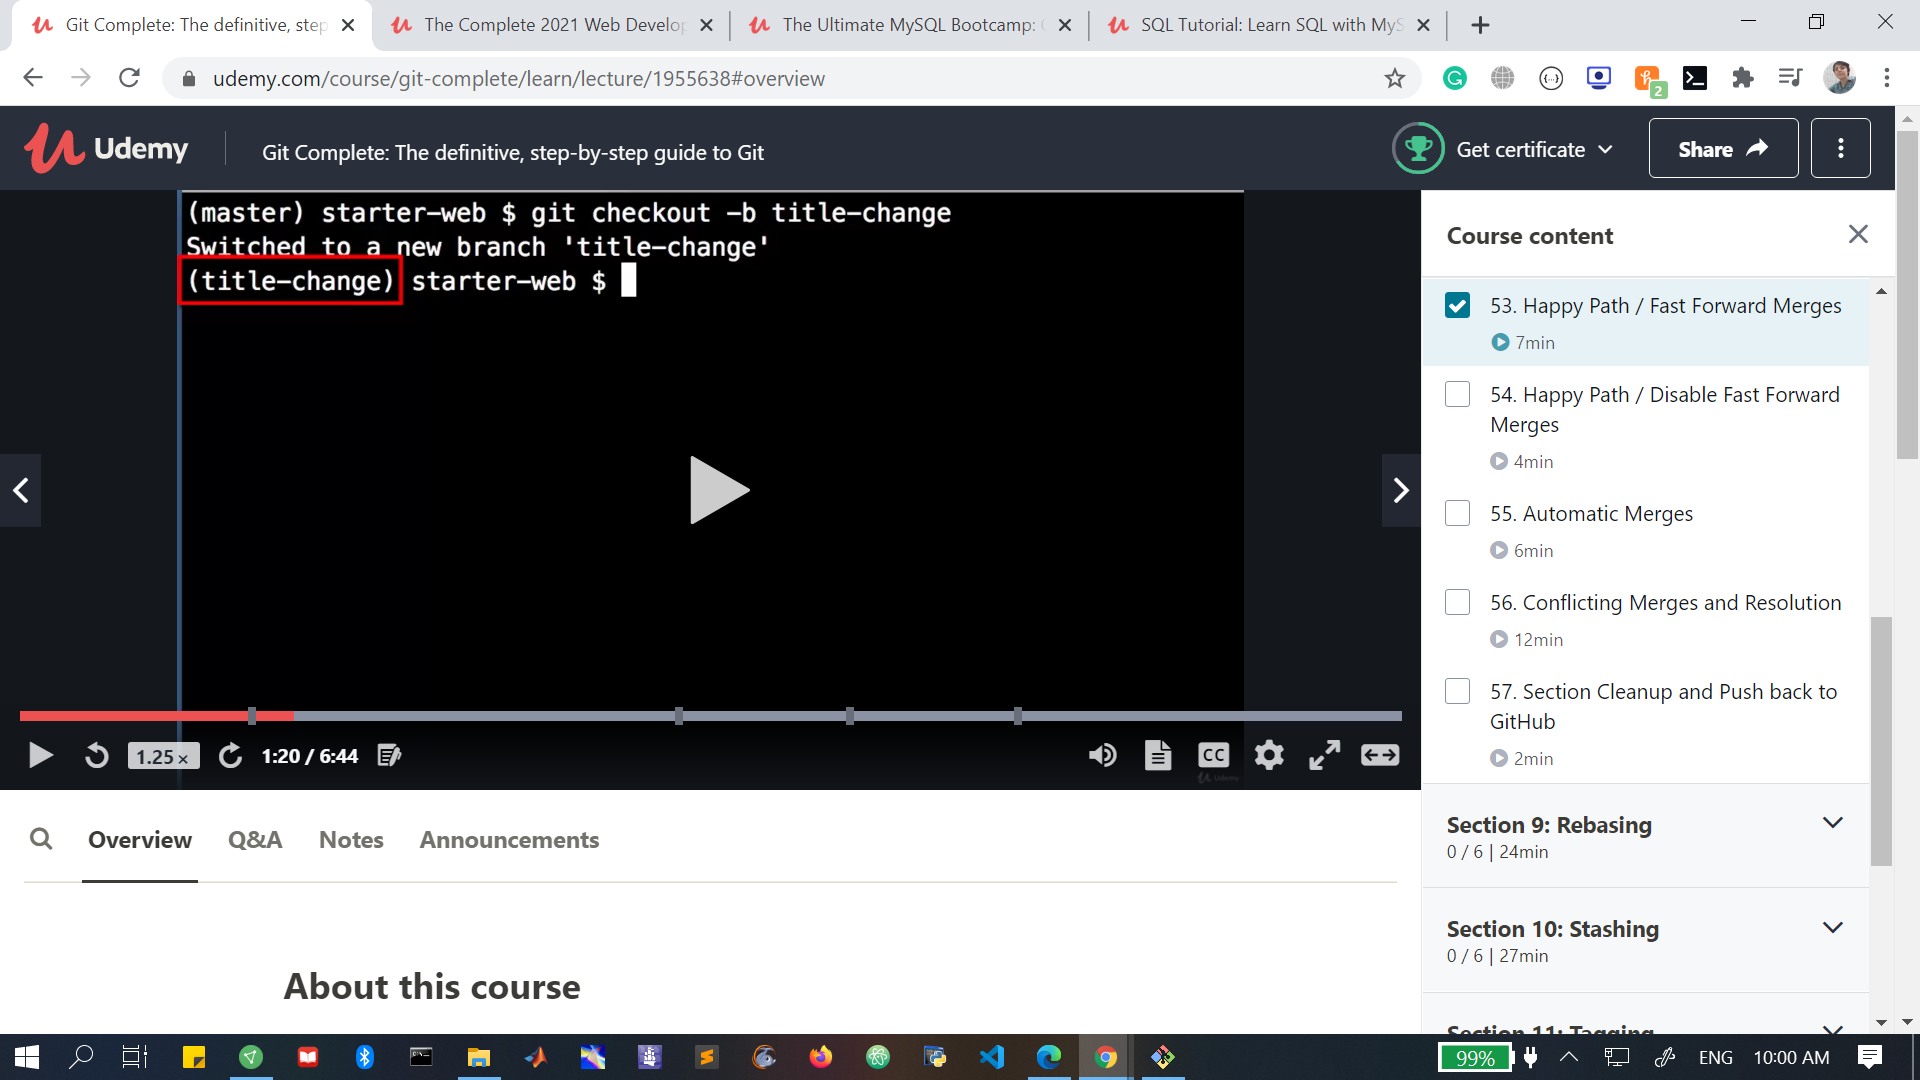 Git Complete: The definitive, step
The Complete 2021 Web Develop
The Ultimate MySQL Bootcamp:
SQL Tutorial: Learn SQL with MyS
udemy.com/course/git-complete/learn/lecture/1955638#overview
2
Udemy
Git Complete: The definitive, step-by-step guide to Git
Get certificate
Share
(master) starter-web $ git checkout -b title-change
Switched to a new branch 'title-change'
(title-change) starter-web $
1.25×
1:20 / 6:44
CC
Udemy
Overview
Q&A
Notes
Announcements
About this course
Course content
53. Happy Path / Fast Forward Merges
7min
54. Happy Path / Disable Fast Forward
Merges
4min
55. Automatic Merges
6min
56. Conflicting Merges and Resolution
12min
57. Section Cleanup and Push back to
GitHub
2min
Section 9: Rebasing
0 / 6 | 24min
Section 10: Stashing
0 / 6 | 27min
Section 11: Tagging
99%
ENG
10:00 AM